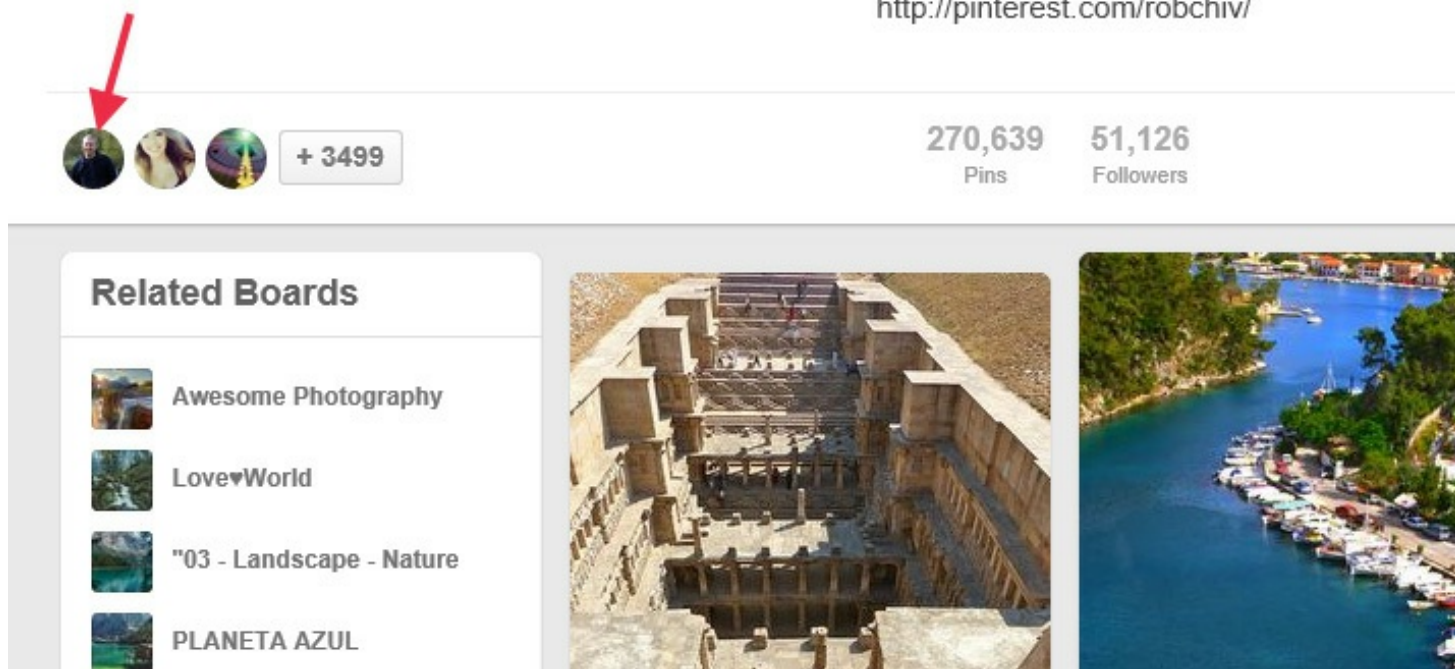 http://pinterest.com/robchiv/
+ 3499
270,639
Pins
51,126
Followers
Related Boards
Awesome Photography
Love♥World
"03 - Landscape - Nature
PLANETA AZUL